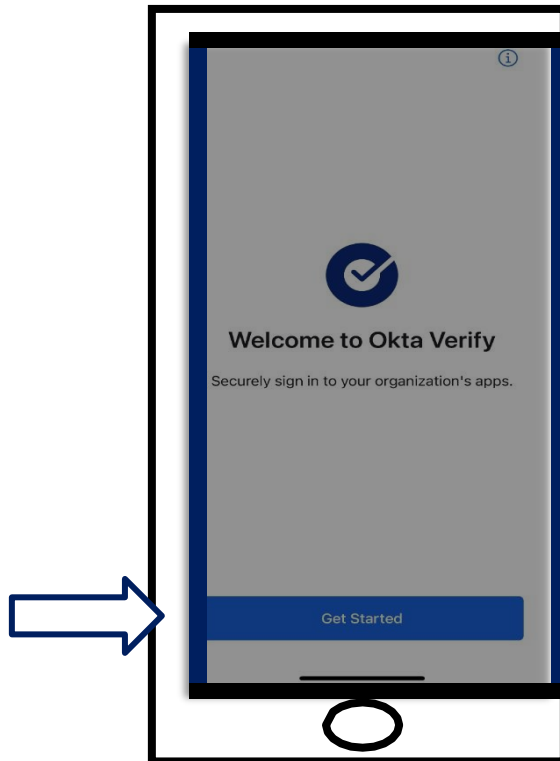 Welcome to Okta Verify
Securely sign in to your organization's apps.
Get Started